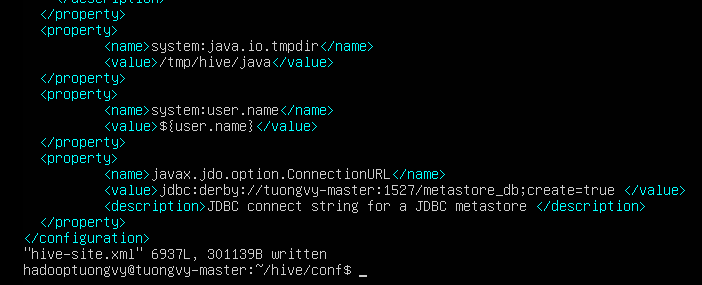 </description>
</property>
<property>
<name>system:java.io.tmpdir</name>
<value>/tmp/hive/java</value>
</property>
<property>
<name>system:user.name</name>
<value>${user.name}</value>
</property>
<property>
<name>javax.jdo.option.ConnectionURL</name>
<value>jdbc:derby://tuongvy-master:1527/metastore_db;create=true </value>
<description>JDBC connect string for a JDBC metastore </description>
</property>
</configuration>
"hive-site.xml" 6937L, 301139B written
hadooptuongvy@tuongvy-master:~/hive/conf$ _